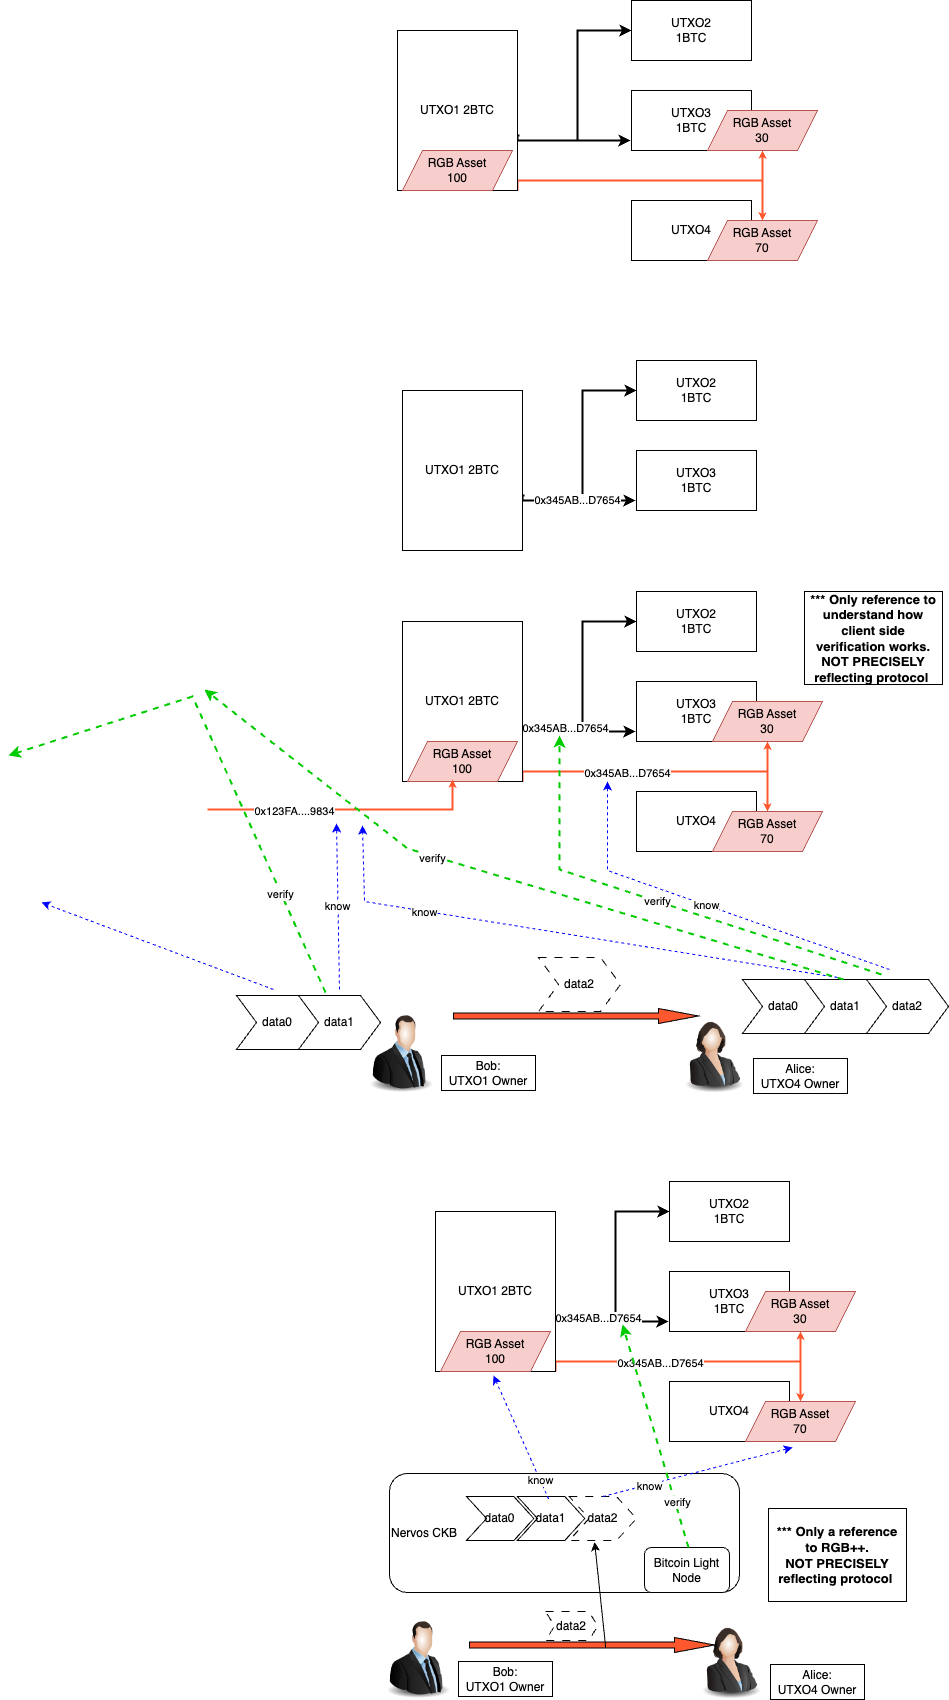 UTXO2
1BTC
UTXO1 2BTC
UTXO3
1BTC
RGB Asset
30
RGB Asset
100
UTXO4
RGB Asset
70
UTXO2
1BTC
UTXO1 2BTC
UTXO3
1BTC
0x345AB...D7654
*** Only reference to
understand how
client side
verification works.
NOT PRECISELY
reflecting protocol
UTXO2
1BTC
UTXO1 2BTC
UTXO3
1BTC
RGB Asset
30
0x345AB...D7654
RGB Asset
100
0x345AB...D7654
0x123FA....9834
UTXO4
RGB Asset
70
verify
verify
know
verify
know
know
data2
data0
data1
data0
data1
data2
Bob:
UTXO1 Owner
Alice:
UTXO4 Owner
UTXO2
1BTC
UTXO1 2BTC
UTXO3
1BTC
RGB Asset
30
0x345AB...D7654
RGB Asset
100
0x345AB...D7654
UTXO4
RGB Asset
70
know
know
verify
Nervos CKB
data0
data1
data2
Bitcoin Light
Node
*** Only a reference
to RGB++.
NOT PRECISELY
reflecting protocol
data2
Bob:
UTXO1 Owner
Alice:
UTXO4 Owner